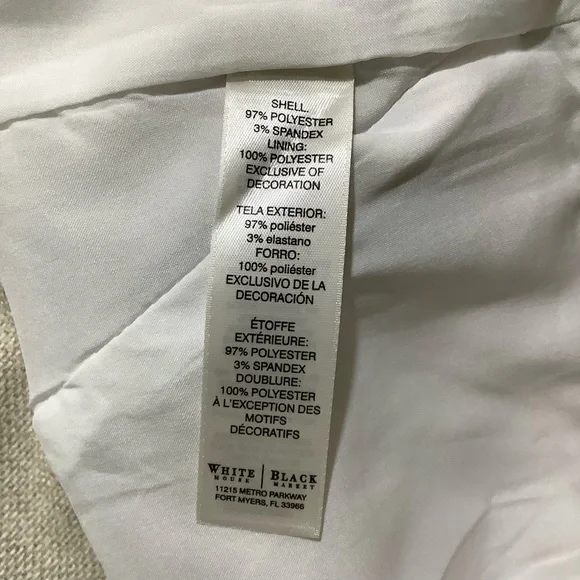 SHELL:
97% POLYESTER
3% SPANDEX
LINING:
100% POLYESTER
EXCLUSIVE OF
DECORATION
TELA EXTERIOR:
97% poliéster
3% elastano
FORRO:
100% poliéster
EXCLUSIVO DE LA
DECORACIÓN
ÉTOFFE
EXTÉRIEURE:
97% POLYESTER
3% SPANDEX
DOUBLURE:
100% POLYESTER
À L'EXCEPTION DES
MOTIFS
DÉCORATIFS
WHITE | BLACK
HOUSE MARKET
11215 METRO PARKWAY
FORT MYERS, FL 33966